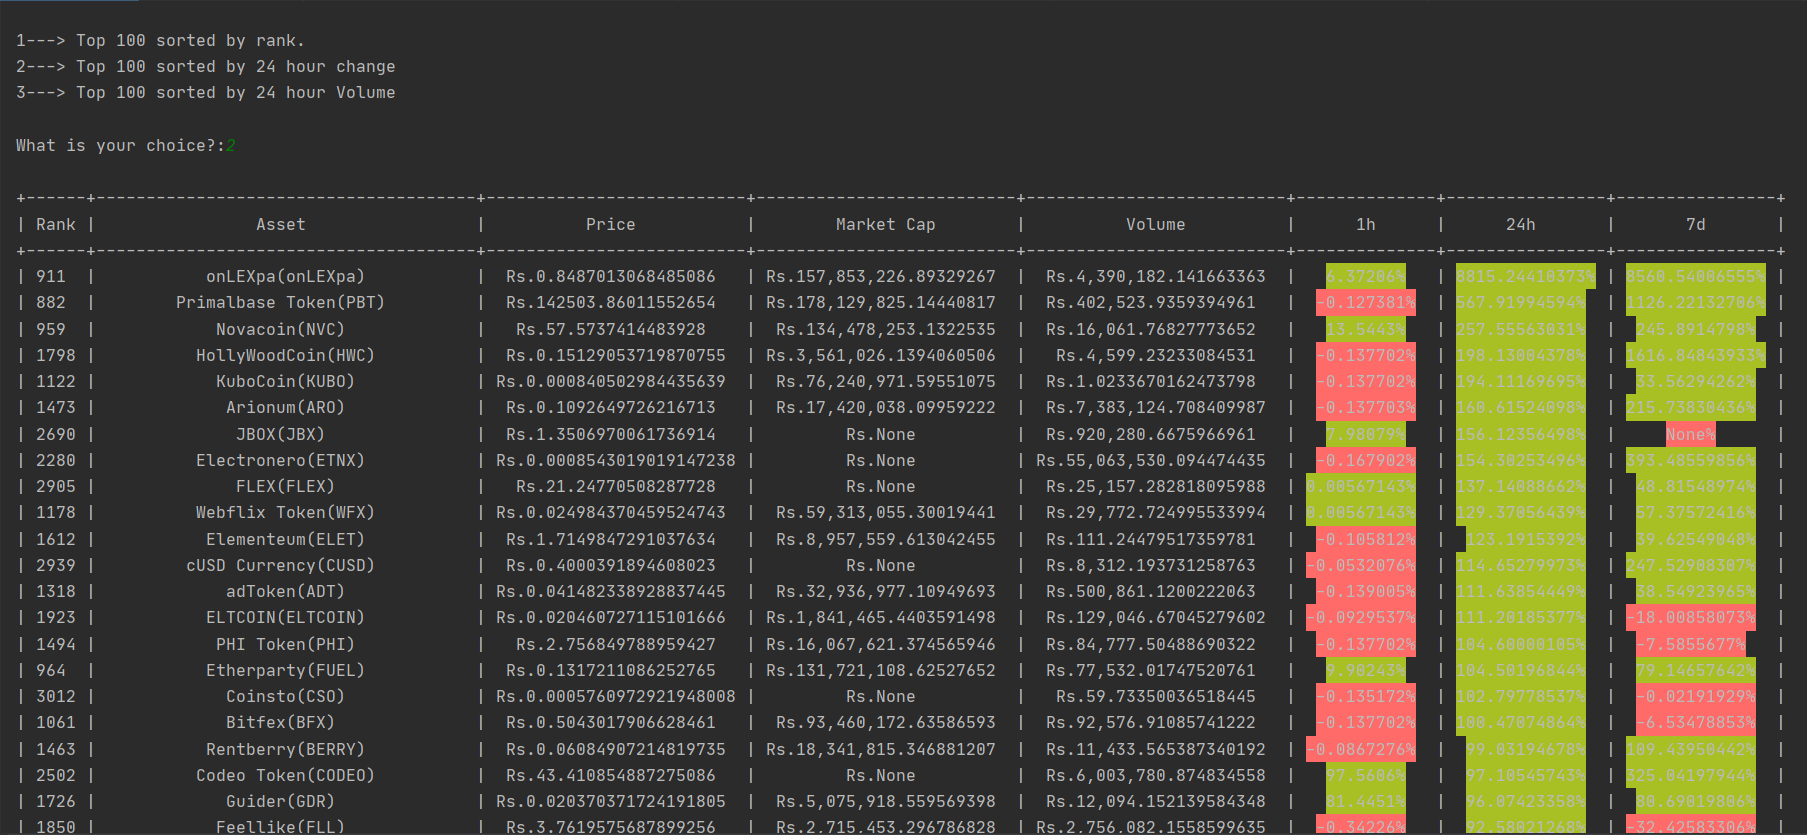 1---> Top 100 sorted by rank.
2---> Top 100 sorted by 24 hour change
3---> Top 100 sorted by 24 hour Volume
What is your choice?:2
+------+--------------------------------------+--------------------------+--------------------------+--------------------------+--------------+----------------+----------------+
| Rank | Asset | Price | Market Cap | Volume | 1h | 24h | 7d |
+------+--------------------------------------+--------------------------+--------------------------+--------------------------+--------------+----------------+----------------+
| 911 | onLEXpa(onLEXpa) | Rs.0.8487013068485086 | Rs.157,853,226.89329267 | Rs.4,390,182.141663363 | 6.37206% | 8815.24410373% | 8560.54006555% |
| 882 | Primalbase Token(PBT) | Rs.142503.86011552654 | Rs.178,129,825.14440817 | Rs.402,523.9359394961 | -0.127381% | 567.91994594% | 1126.22132706% |
| 959 | Novacoin(NVC) | Rs.57.5737414483928 | Rs.134,478,253.1322535 | Rs.16,061.76827773652 | 13.5443% | 257.55563031% | 245.8914798% |
| 1798 | HollyWoodCoin(HWC) | Rs.0.15129053719870755 | Rs.3,561,026.1394060506 | Rs.4,599.23233084531 | -0.137702% | 198.13004378% | 1616.84843933% |
| 1122 | KuboCoin(KUBO) | Rs.0.000840502984435639 | Rs.76,240,971.59551075 | Rs.1.0233670162473798 | -0.137702% | 194.11169695% | 33.56294262% |
| 1473 | Arionum(ARO) | Rs.0.1092649726216713 | Rs.17,420,038.09959222 | Rs.7,383,124.708409987 | -0.137703% | 160.61524098% | 215.73830436% |
| 2690 | JBOX(JBX) | Rs.1.3506970061736914 | Rs.None | Rs.920,280.6675966961 | 7.98079% | 156.12356498% | None% |
| 2280 | Electronero(ETNX) | Rs.0.0008543019019147238 | Rs.None | Rs.55,063,530.094474435 | -0.167902% | 154.30253496% | 393.48559856% |
| 2905 | FLEX(FLEX) | Rs.21.24770508287728 | Rs.None | Rs.25,157.282818095988 | 0.00567143% | 137.14088662% | 48.81548974% |
| 1178 | Webflix Token(WFX) | Rs.0.024984370459524743 | Rs.59,313,055.30019441 | Rs.29,772.724995533994 | 0.00567143% | 129.37056439% | 57.37572416% |
| 1612 | Elementeum(ELET) | Rs.1.7149847291037634 | Rs.8,957,559.613042455 | Rs.111.24479517359781 | -0.105812% | 123.1915392% | 39.62549048% |
| 2939 | cUSD Currency(CUSD) | Rs.0.4000391894608023 | Rs.None | Rs.8,312.193731258763 | -0.0532076% | 114.65279973% | 247.52908307% |
| 1318 | adToken(ADT) | Rs.0.041482338928837445 | Rs.32,936,977.10949693 | Rs.500,861.1200222063 | -0.139005% | 111.63854449% | 38.54923965% |
| 1923 | ELTCOIN(ELTCOIN) | Rs.0.020460727115101666 | Rs.1,841,465.4403591498 | Rs.129,046.67045279602 | -0.0929537% | 111.20185377% | -18.00858073% |
| 1494 | PHI Token(PHI) | Rs.2.756849788959427 | Rs.16,067,621.374565946 | Rs.84,777.50488690322 | -0.137702% | 104.60000105% | -7.5855677% |
| 964 | Etherparty(FUEL) | Rs.0.1317211086252765 | Rs.131,721,108.62527652 | Rs.77,532.01747520761 | 9.90243% | 104.50196844% | 79.14657642% |
| 3012 | Coinsto(CSO) | Rs.0.0005760972921948008 | Rs.None | Rs.59.73350036518445 | -0.135172% | 102.79778537% | -0.02191929% |
| 1061 | Bitfex(BFX) | Rs.0.5043017906628461 | Rs.93,460,172.63586593 | Rs.92,576.91085741222 | -0.137702% | 100.47074864% | -6.53478853% |
| 1463 | Rentberry(BERRY) | Rs.0.06084907214819735 | Rs.18,341,815.346881207 | Rs.11,433.565387340192 | -0.0867276% | 99.03194678% | 109.43950442% |
| 2502 | Codeo Token(CODEO) | Rs.43.410854887275086 | Rs.None | Rs.6,003,780.874834558 | 97.5606% | 97.10545743% | 325.04197944% |
| 1726 | Guider(GDR) | Rs.0.020370371724191805 | Rs.5,075,918.559569398 | Rs.12,094.152139584348 | 81.4451% | 96.07423358% | 80.69019806% |
| 1850 | Feellike(FLL) | Rs.3.7619575687899256 | Rs.2,715,453.296786828 | Rs.2,756,082.1558599635 | -0.34226% | 92.58021268% | -32.42583306% |